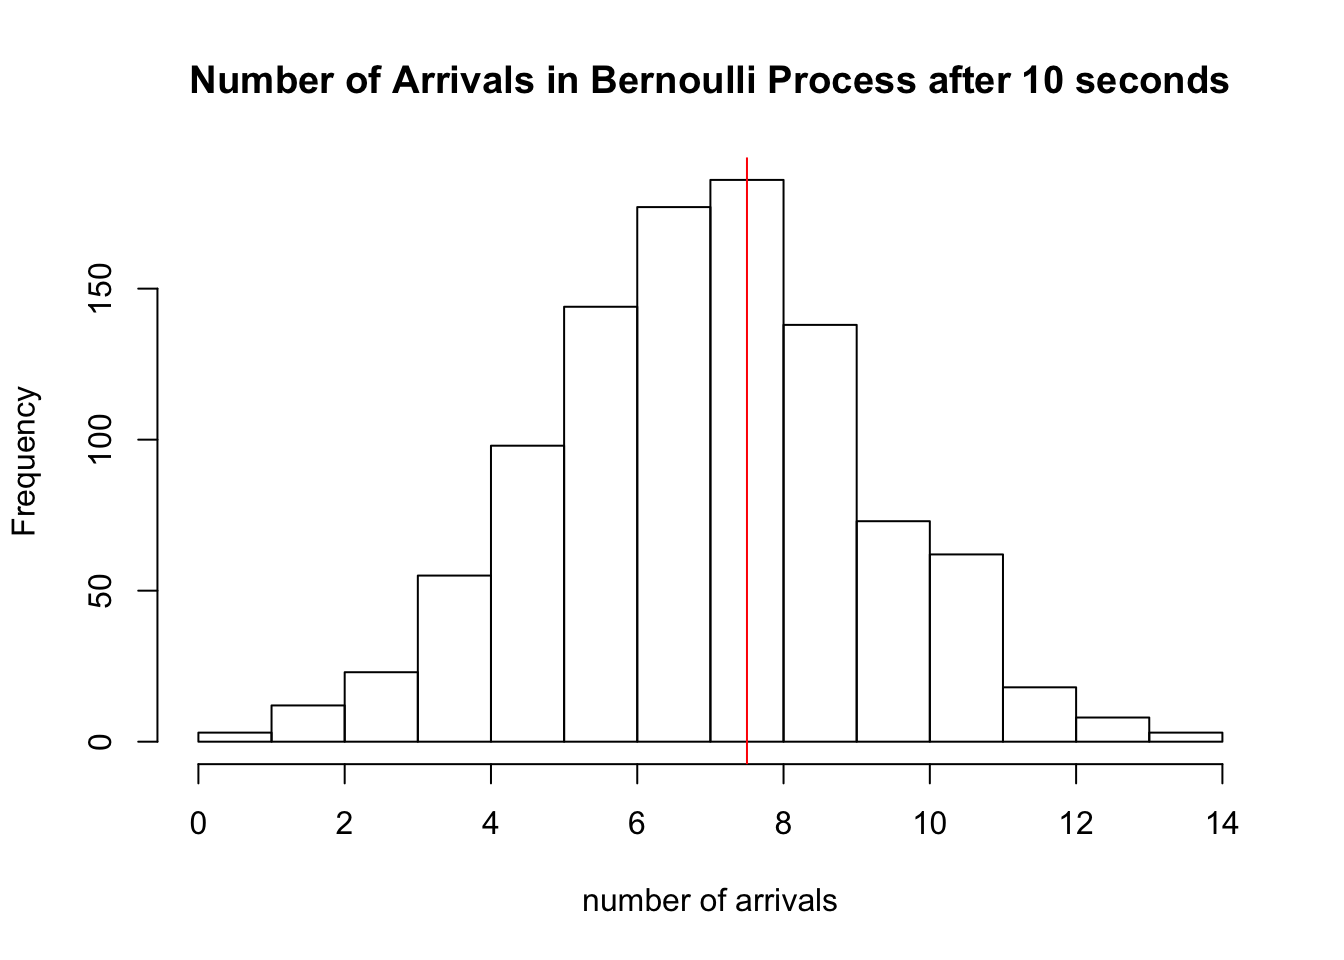 Number of Arrivals in Bernoulli Process after 10 seconds
150
100
50
0
Frequency
0 2 4 6 8 10 12 14
number of arrivals